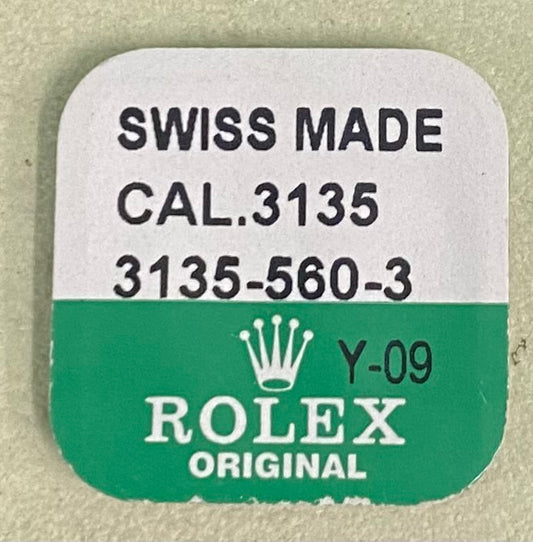 SWISS MADE
CAL.3135
3135-560-3
Y-09
ROLEX
ORIGINAL